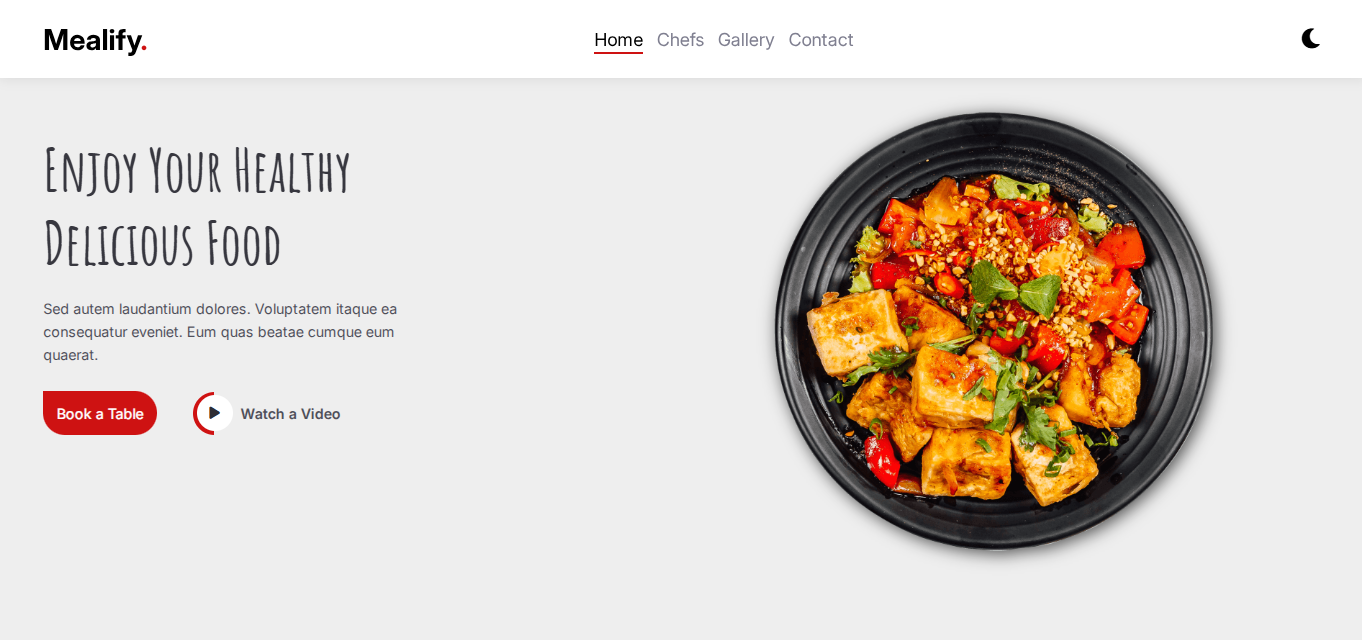 Mealify.
Home Chefs Gallery Contact
Enjoy Your Healthy
Delicious Food
Sed autem laudantium dolores. Voluptatem itaque ea
consequatur eveniet. Eum quas beatae cumque eum
quaerat.
Book a Table
Watch a Video